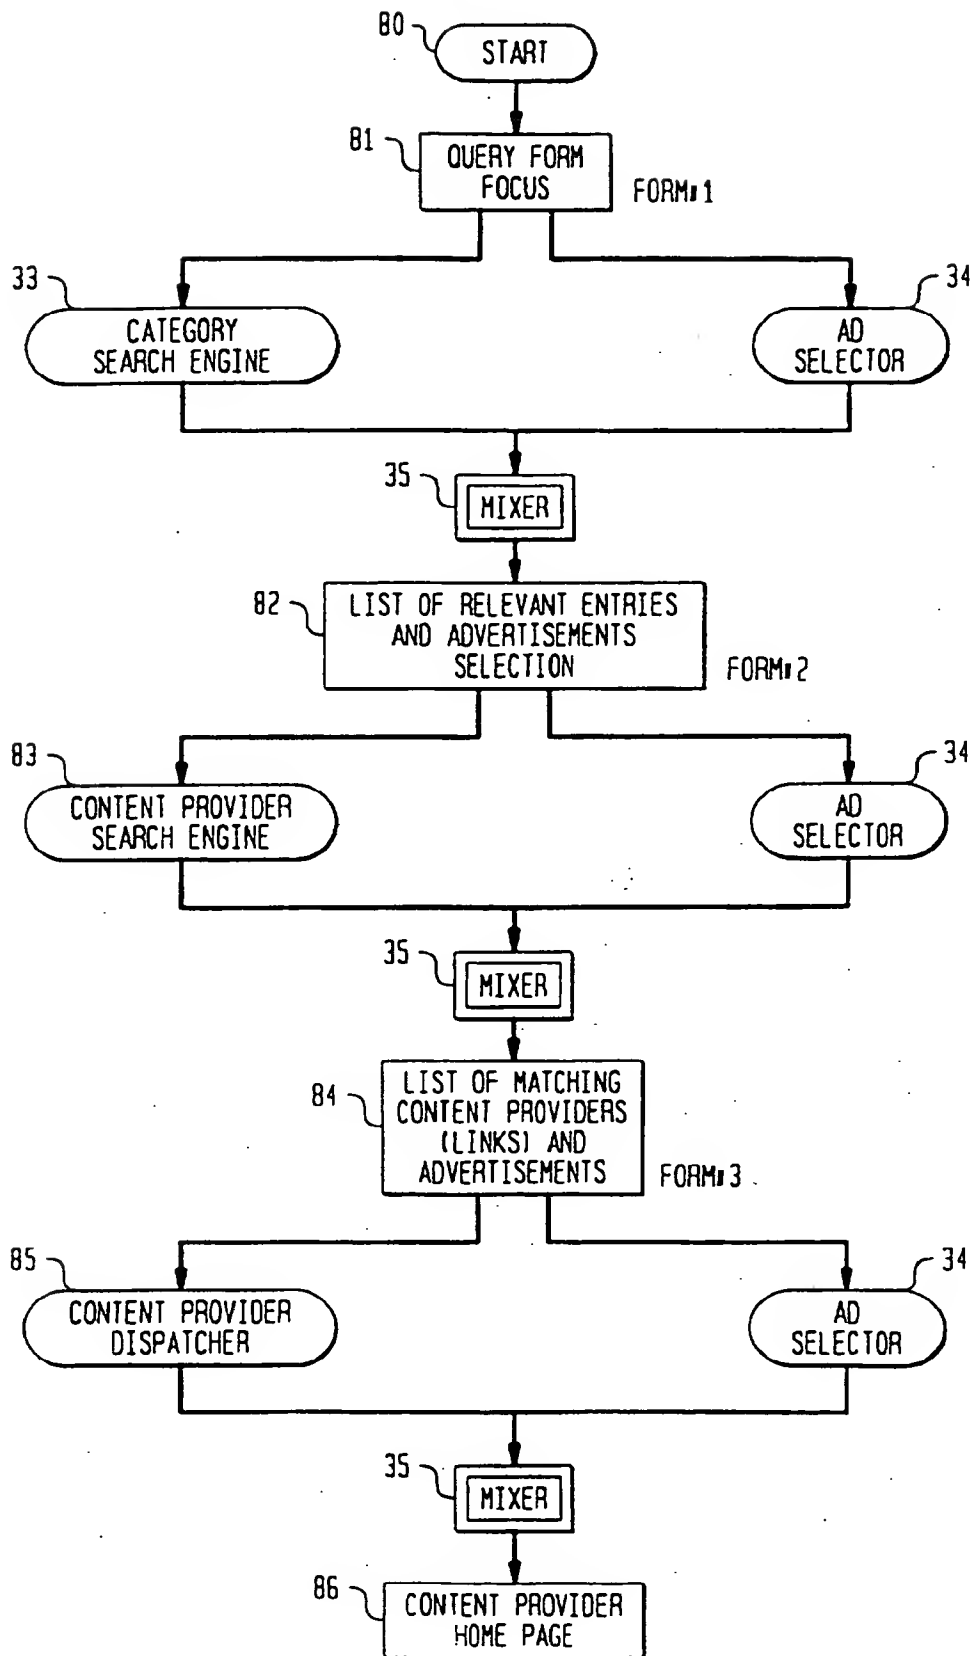 80
START
81
QUERY FORM
FOCUS
FORM#1
33
CATEGORY
SEARCH ENGINE
34
AD
SELECTOR
35
MIXER
82
LIST OF RELEVANT ENTRIES
AND ADVERTISEMENTS
SELECTION
FORM#2
83
CONTENT PROVIDER
SEARCH ENGINE
34
AD
SELECTOR
35
MIXER
84
LIST OF MATCHING
CONTENT PROVIDERS
(LINKS) AND
ADVERTISEMENTS
FORM#3
85
CONTENT PROVIDER
DISPATCHER
34
AD
SELECTOR
35
MIXER
86
CONTENT PROVIDER
HOME PAGE